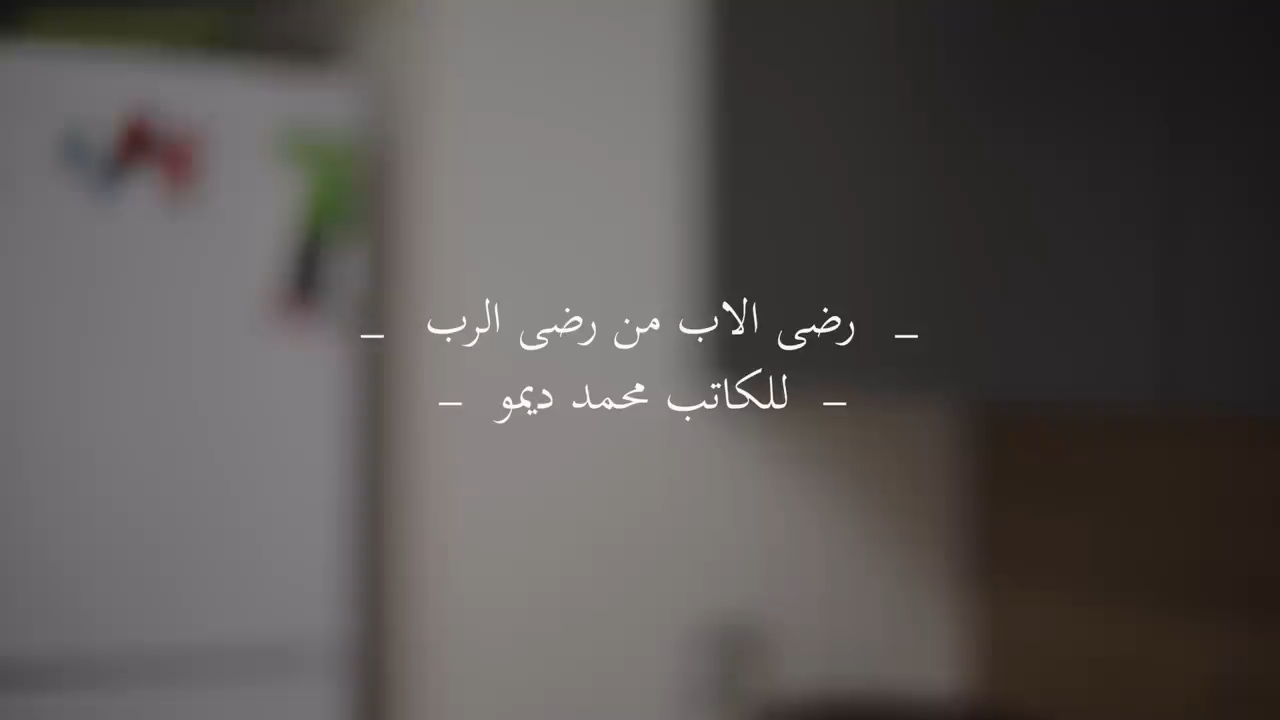 _ رضى الاب من رضى الرب _
_ للكاتب محمد ديمو _